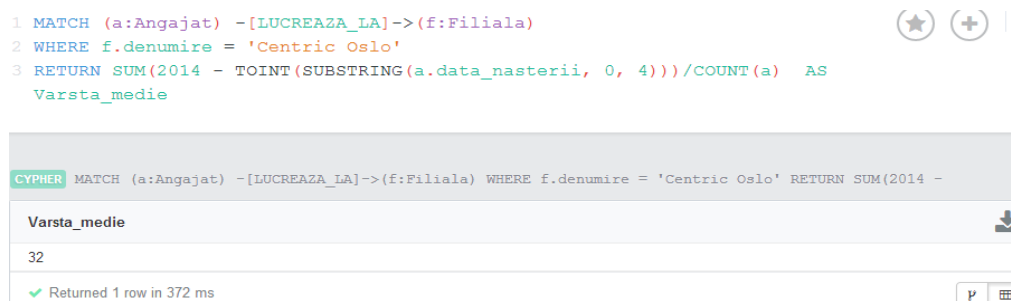 1 MATCH (a:Angajat) -[LUCREAZA_LA]->(f:Filiala)
2 WHERE f.denumire = 'Centric Oslo'
3 RETURN SUM(2014 - TOINT(SUBSTRING(a.data_nasterii, 0, 4)))/COUNT(a)  AS
Varsta_medie
CYPHER MATCH (a:Angajat) -[LUCREAZA_LA]->(f:Filiala) WHERE f.denumire = 'Centric Oslo' RETURN SUM(2014 -
Varsta_medie
32
Returned 1 row in 372 ms